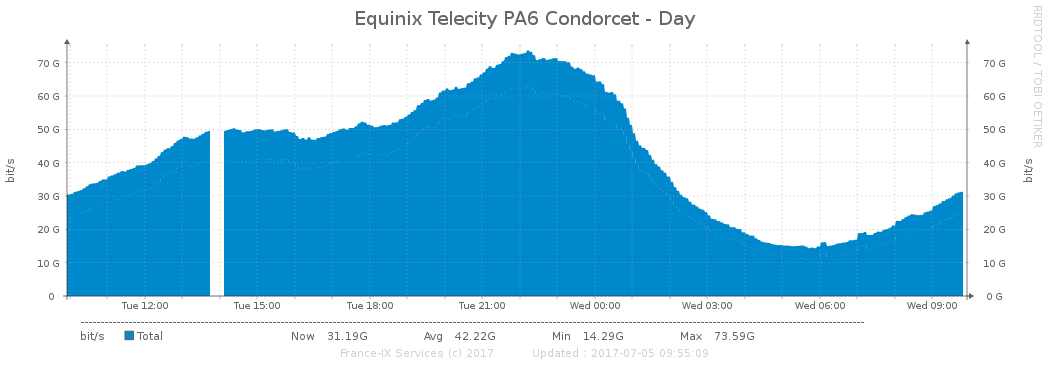 Equinix Telecity PA6 Condorcet - Day
RRDTOOL / TOBI OETIKER
bit/s
70 G
60 G
50 G
40 G
30 G
20 G
10 G
0
70 G
60 G
50 G
40 G
30 G
20 G
10 G
0 G
bit/s
Tue 12:00 Tue 15:00 Tue 18:00 Tue 21:00 Wed 00:00 Wed 03:00 Wed 06:00 Wed 09:00
bit/s Total Now 31.19G Avg 42.22G Min 14.29G Max 73.59G
France-IX Services (c) 2017 Updated : 2017-07-05 09:55:09